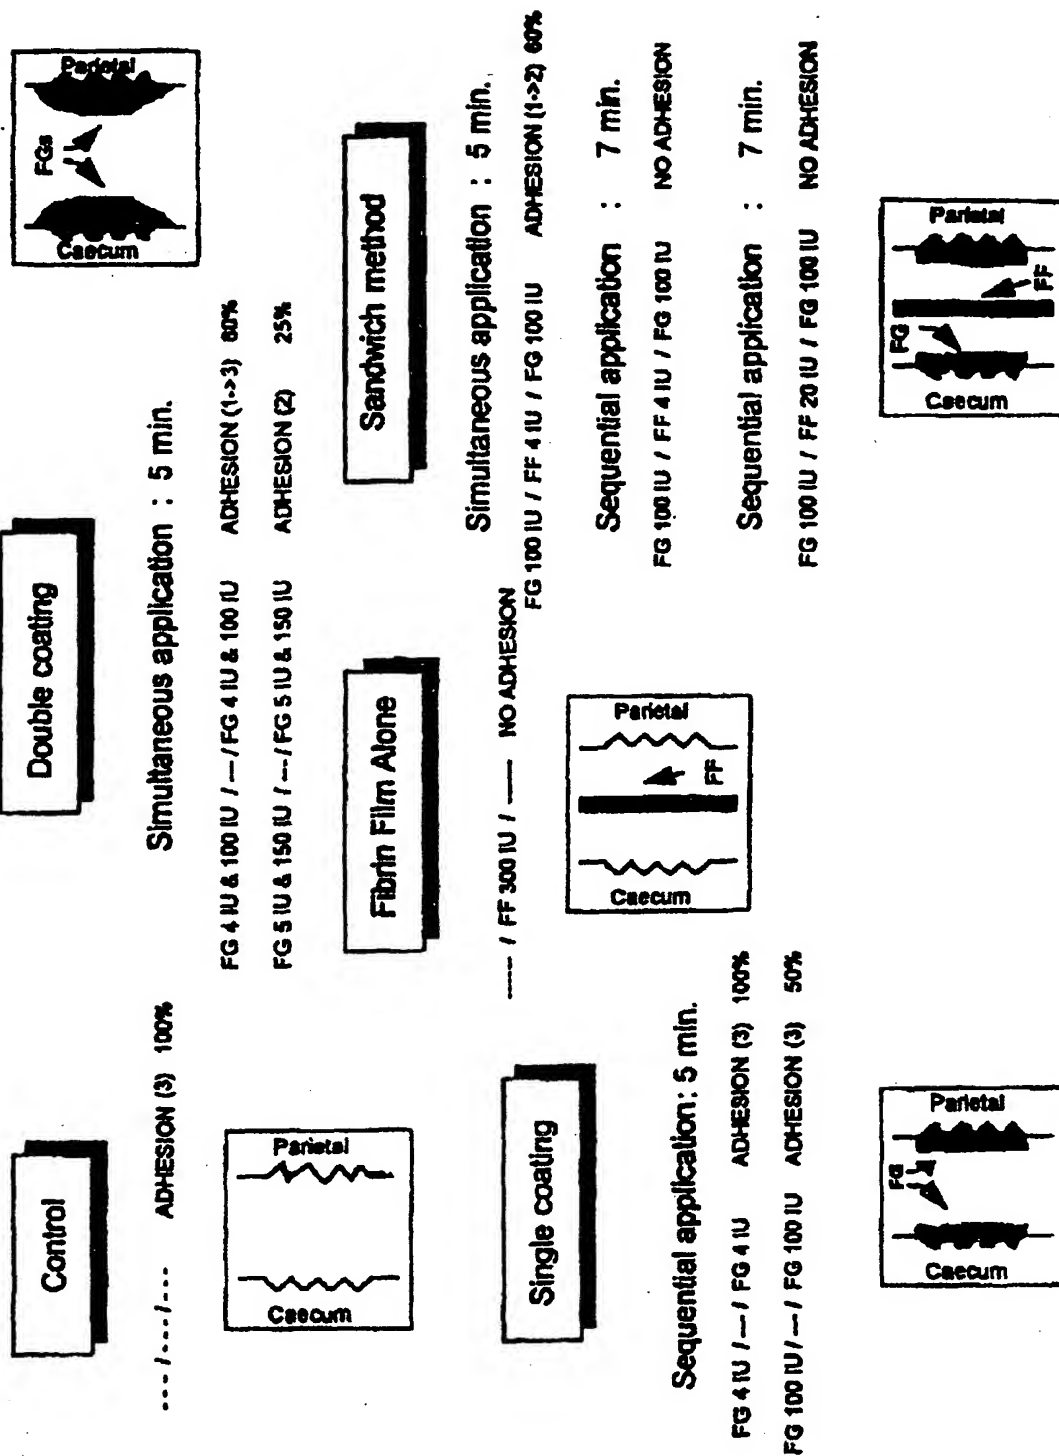 Control
--- / --- / --- ADHESION (3) 100%
Caecum
Parietal
Double coating
Simultaneous application : 5 min.
FG 4 IU & 100 IU / --- / FG 4 IU & 100 IU ADHESION (1->3) 80%
FG 5 IU & 150 IU / --- / FG 5 IU & 150 IU ADHESION (2) 25%
Caecum
FGs
Parietal
Single coating
Sequential application: 5 min.
FG 4 IU / --- / FG 4 IU ADHESION (3) 100%
FG 100 IU / --- / FG 100 IU ADHESION (3) 50%
Caecum
FG
Parietal
Fibrin Film Alone
---- / FF 300 IU / ---- NO ADHESION
Caecum
FF
Parietal
Sandwich method
Simultaneous application : 5 min.
FG 100 IU / FF 4 IU / FG 100 IU ADHESION (1->2) 60%
Sequential application : 7 min.
FG 100 IU / FF 4 IU / FG 100 IU NO ADHESION
Sequential application : 7 min.
FG 100 IU / FF 20 IU / FG 100 IU NO ADHESION
Caecum
FG
FF
Parietal